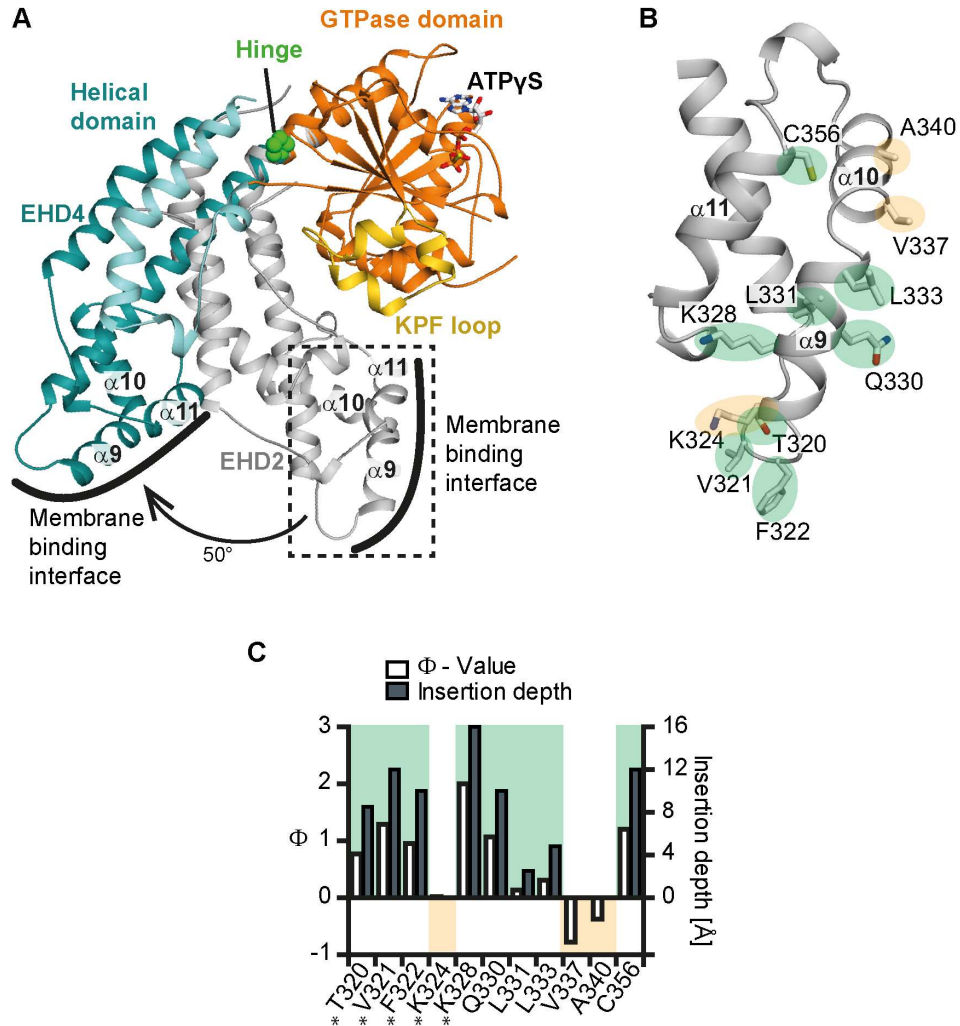 A
GTPase domain
Hinge
ATPγS
Helical
domain
EHD4
KPF loop
α10
α11
α9
EHD2
α11
α10
α9
Membrane
binding
interface
Membrane
binding
interface
50°
B
C356
A340
α10
α11
V337
L331
L333
K328
α9
Q330
K324
T320
V321
F322
C
Φ - Value
Insertion depth
3
2
1
0
-1
Φ
16
12
8
4
0
Insertion depth [Å]
* T320
* V321
* F322
* K324
* K328
Q330
L331
L333
V337
A340
C356